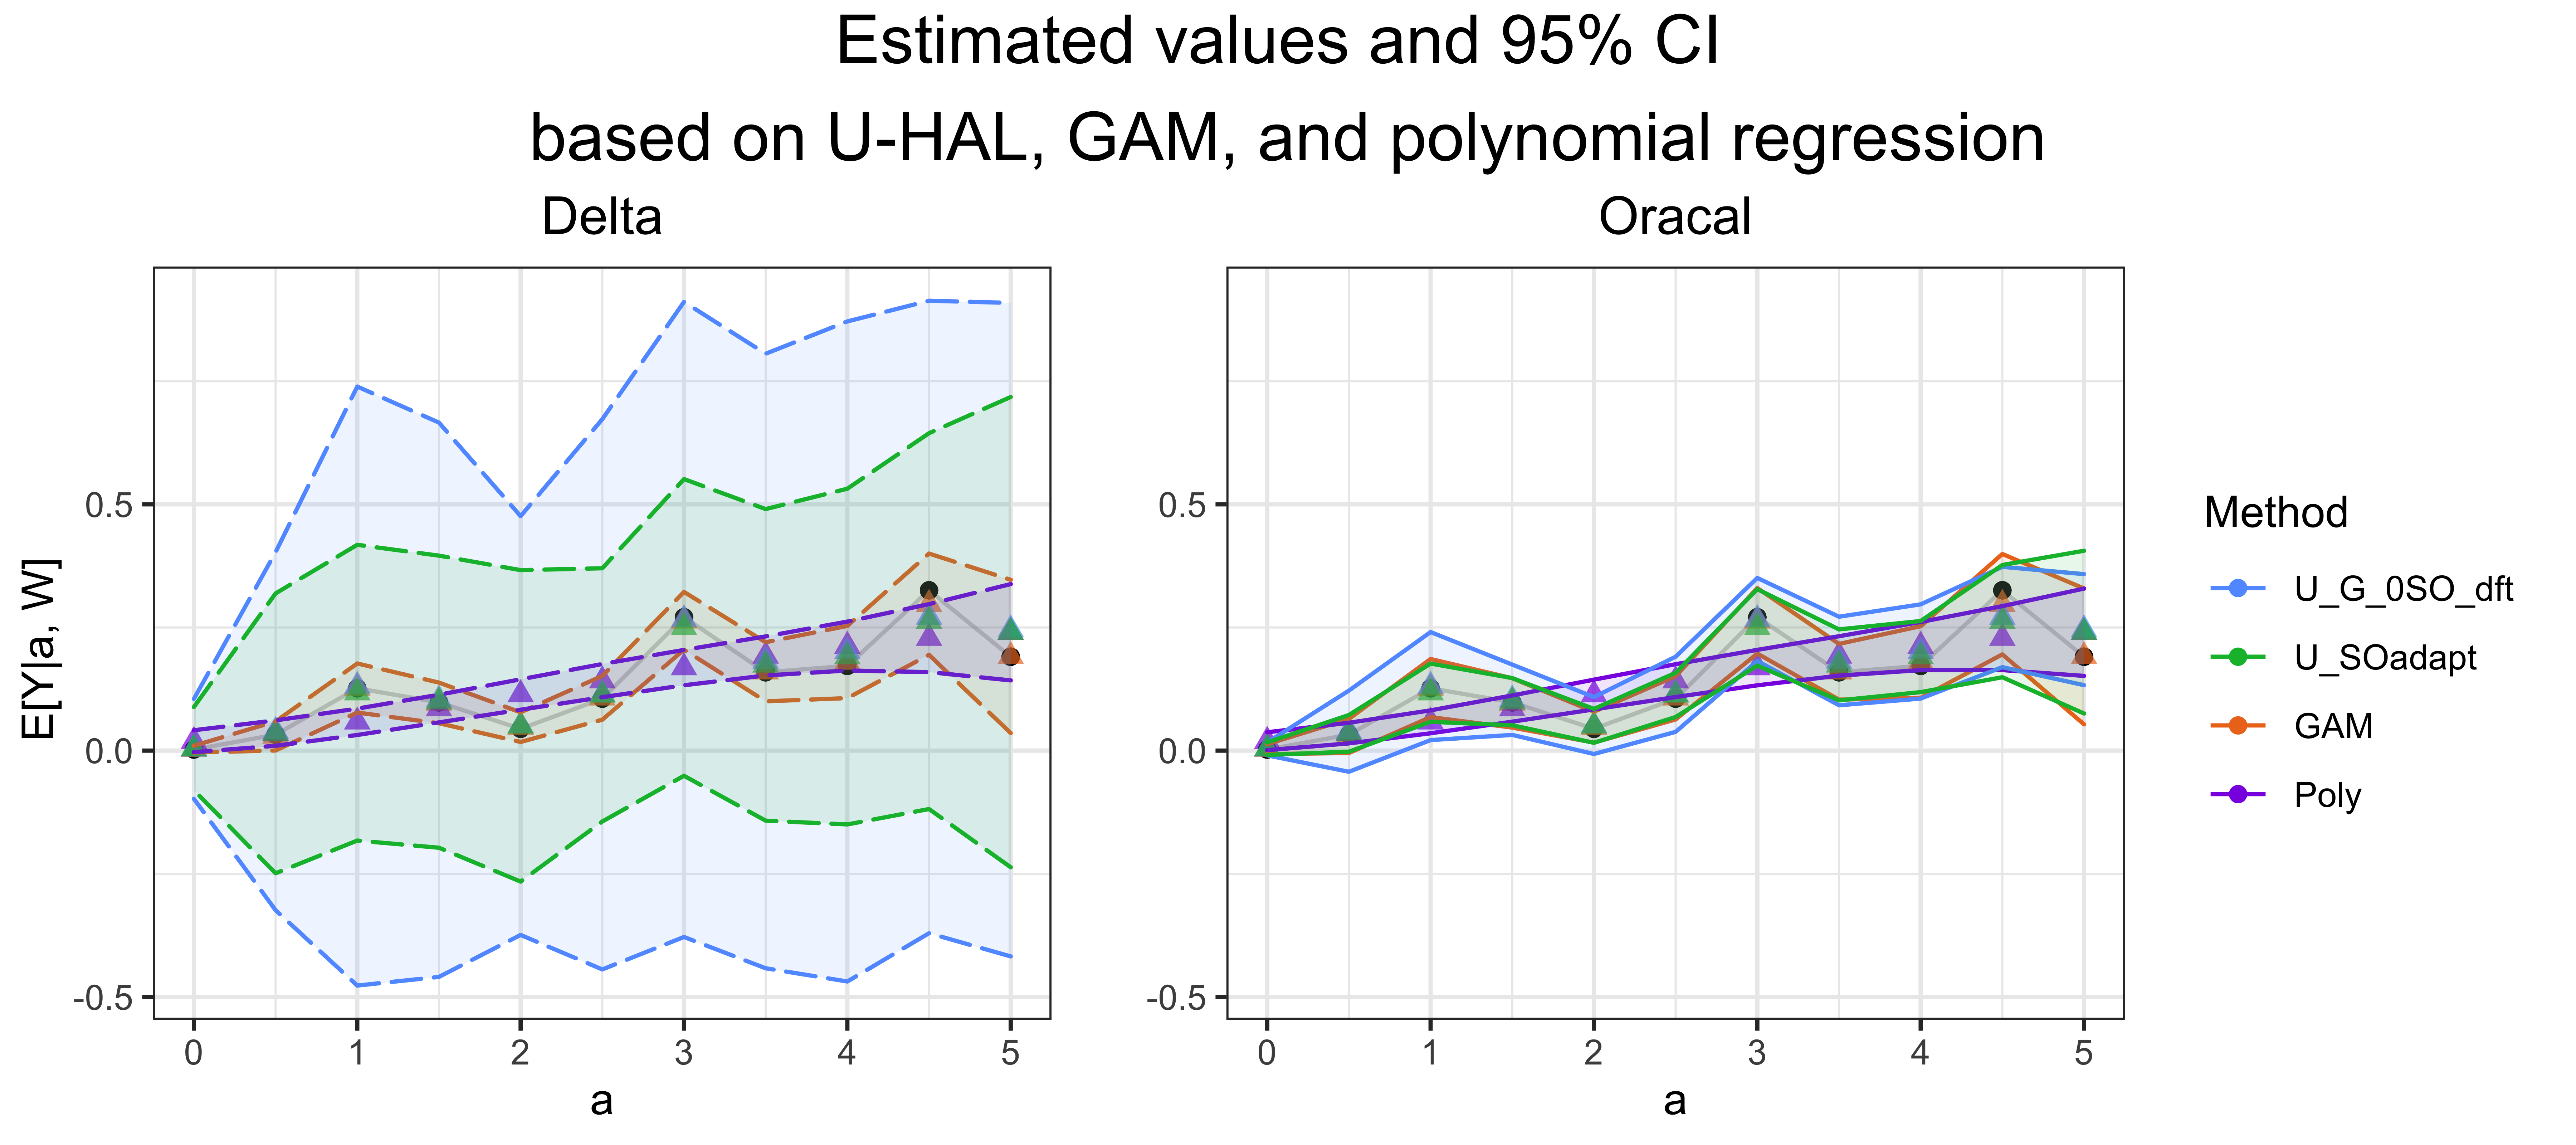 Estimated values and 95% CI
based on U-HAL, GAM, and polynomial regression
Delta
Oracal
E[Y|a, W]
0.5
0.0
-0.5
0 1 2 3 4 5
a
0.5
0.0
-0.5
0 1 2 3 4 5
a
Method
U_G_0SO_dft
U_SOadapt
GAM
Poly